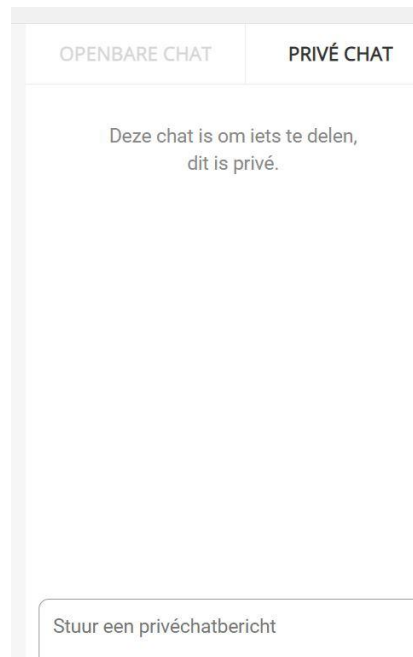 OPENBARE CHAT PRIVÉ CHAT
Deze chat is om iets te delen,
dit is privé.
Stuur een privéchatbericht